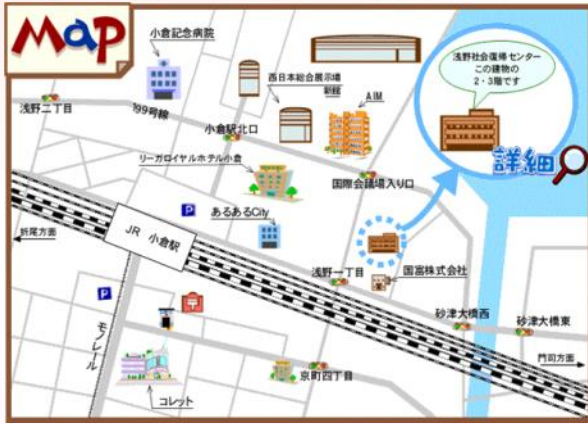 Map
小倉記念病院
西日本総合展示場
新館
AIM
浅野社会復帰センター
この建物の
2・3階です
詳細
浅野二丁目
199号線
小倉駅北口
リーガロイヤルホテル小倉
国際会議場入り口
P
あるあるCity
JR 小倉駅
折尾方面
浅野一丁目
国富株式会社
砂津大橋西
砂津大橋東
P
モノレール
門司方面
京町四丁目
コレット